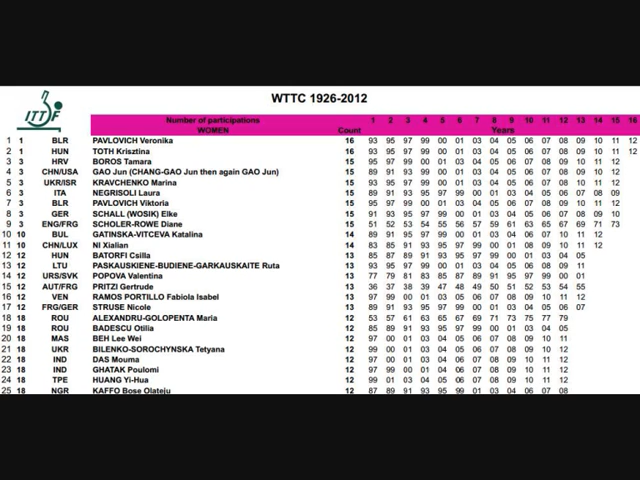 WTTC 1926-2012
ITTF
Number of participations 1 2 3 4 5 6 7 8 9 10 11 12 13 14 15 16
WOMEN Count Years
1 1 BLR PAVLOVICH Veronika 16 93 95 97 99 00 01 03 04 05 06 07 08 09 10 11 12
2 1 HUN TOTH Krisztina 16 93 95 97 99 00 01 03 04 05 06 07 08 09 10 11 12
3 3 HRV BOROS Tamara 15 95 97 99 00 01 03 04 05 06 07 08 09 10 11 12
4 3 CHN/USA GAO Jun (CHANG-GAO Jun then again GAO Jun) 15 89 91 93 97 99 00 01 03 04 05 06 07 08 10 12
5 3 UKR/ISR KRAVCHENKO Marina 15 95 97 99 00 01 03 04 05 06 07 08 09 10 11 12
6 3 ITA NEGRISOLI Laura 15 89 91 93 95 97 99 00 01 03 04 05 06 07 08 09
7 3 BLR PAVLOVICH Viktoria 15 95 97 99 00 01 03 04 05 06 07 08 09 10 11 12
8 3 GER SCHALL (WOSIK) Elke 15 91 93 95 97 99 00 01 03 04 05 06 07 08 09 10
9 3 ENG/FRG SCHOLER-ROWE Diane 15 51 52 53 54 55 56 57 59 61 63 65 67 69 71 73
10 10 BUL GATINSKA-VITCEVA Katalina 14 89 91 95 97 99 00 01 03 04 06 07 10 11 12
11 10 CHN/LUX NI Xialian 14 83 85 89 91 93 95 97 99 01 08 09 10 11 12
12 12 HUN BATORFI Csilla 13 85 87 89 91 93 95 97 99 00 01 03 04 05
13 12 LTU PASKAUSKIENE-BUDIENE-GARKAUSKAITE Ruta 13 93 95 97 99 00 01 03 04 05 06 08 09 11
14 12 URS/SVK POPOVA Valentina 13 77 79 81 83 85 87 89 91 95 97 99 00 01
15 12 AUT/FRG PRITZI Gertrude 13 36 37 38 39 47 48 49 50 51 52 53 54 55
16 12 VEN RAMOS PORTILLO Fabiola Isabel 13 97 99 00 01 03 05 06 07 08 09 10 11 12
17 12 FRG/GER STRUSE Nicole 13 89 91 93 95 97 99 00 01 03 04 05 06 07
18 18 ROU ALEXANDRU-GOLOPENTA Maria 12 53 57 61 63 65 67 69 71 73 75 77 79
19 18 ROU BADESCU Otilia 12 85 89 91 93 95 97 99 00 01 03 04 05
20 18 MAS BEH Lee Wei 12 97 99 00 01 03 04 06 07 08 09 10 11
21 18 UKR BILENKO-SOROCHYNSKA Tetyana 12 99 00 01 03 04 05 06 07 08 10 11 12
22 18 IND DAS Mouma 12 97 00 01 03 04 06 07 08 09 10 11 12
23 18 IND GHATAK Poulomi 12 97 99 00 01 03 04 05 06 07 08 09 12
24 18 TPE HUANG Yi-Hua 12 99 01 03 04 05 06 07 08 09 10 11 12
25 18 NGR KAFFO Bose Olateju 12 87 89 91 93 95 97 99 03 04 06 07 08